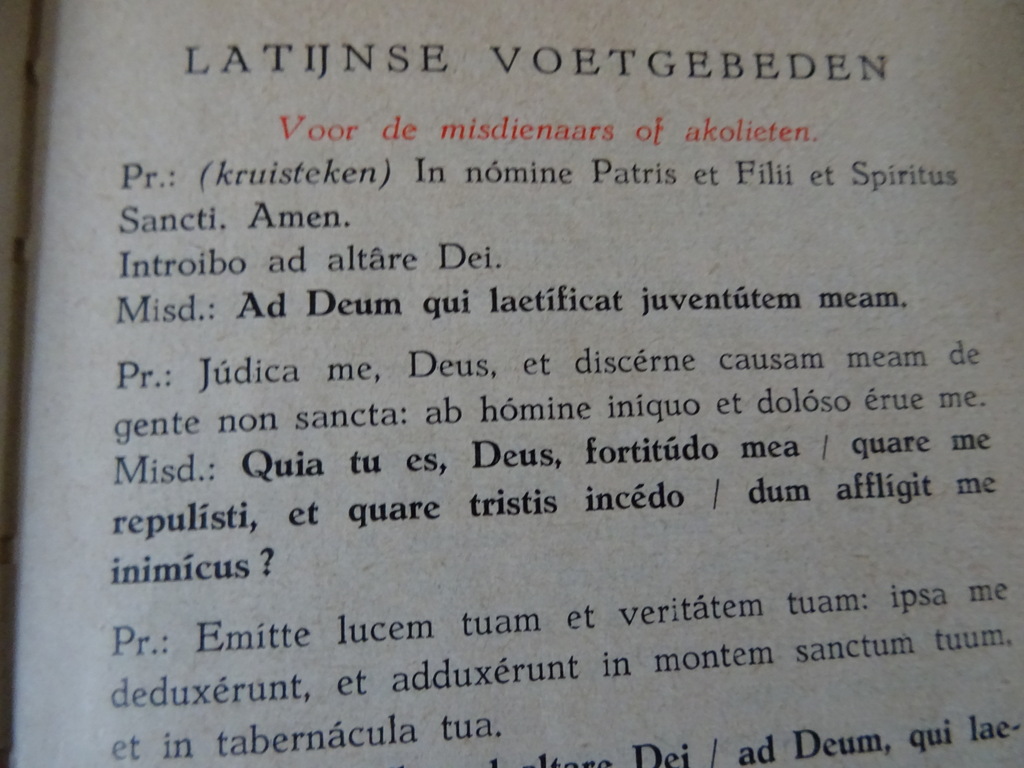 LATIJNSE VOETGEBEDEN
Voor de misdienaars of akolieten.
Pr.: (kruisteken) In nómine Patris et Filii et Spíritus
Sancti. Amen.
Introibo ad altâre Dei.
Misd.: Ad Deum qui laetíficat juventútem meam.
Pr.: Júdica me, Deus, et discérne causam meam de
gente non sancta: ab hómine iníquo et dolóso érue me.
Misd.: Quia tu es, Deus, fortitúdo mea / quare me
repulísti, et quare tristis incédo / dum afflígit me
inimícus?
Pr.: Emítte lucem tuam et veritátem tuam: ipsa me
deduxérunt, et adduxérunt in montem sanctum tuum.
et in tabernácula tua.
altare Dei / ad Deum, qui lae-